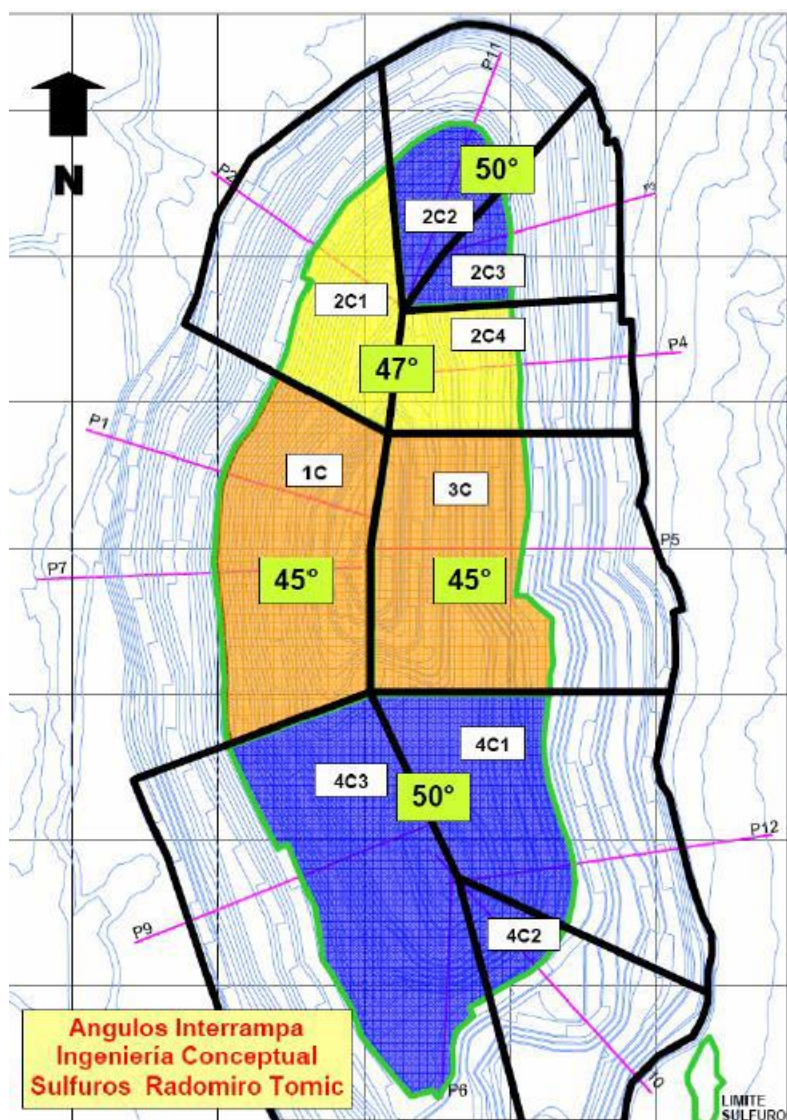 P11
N
P2
50°
P3
2C2
2C3
2C1
2C4
P4
47°
P1
1C
3C
P5
P7
45°
45°
4C1
4C3
50°
P12
P9
4C2
P6
10
Angulos Interrampa
Ingeniería Conceptual
Sulfuros Radomiro Tomic
LIMITE
SULFURO